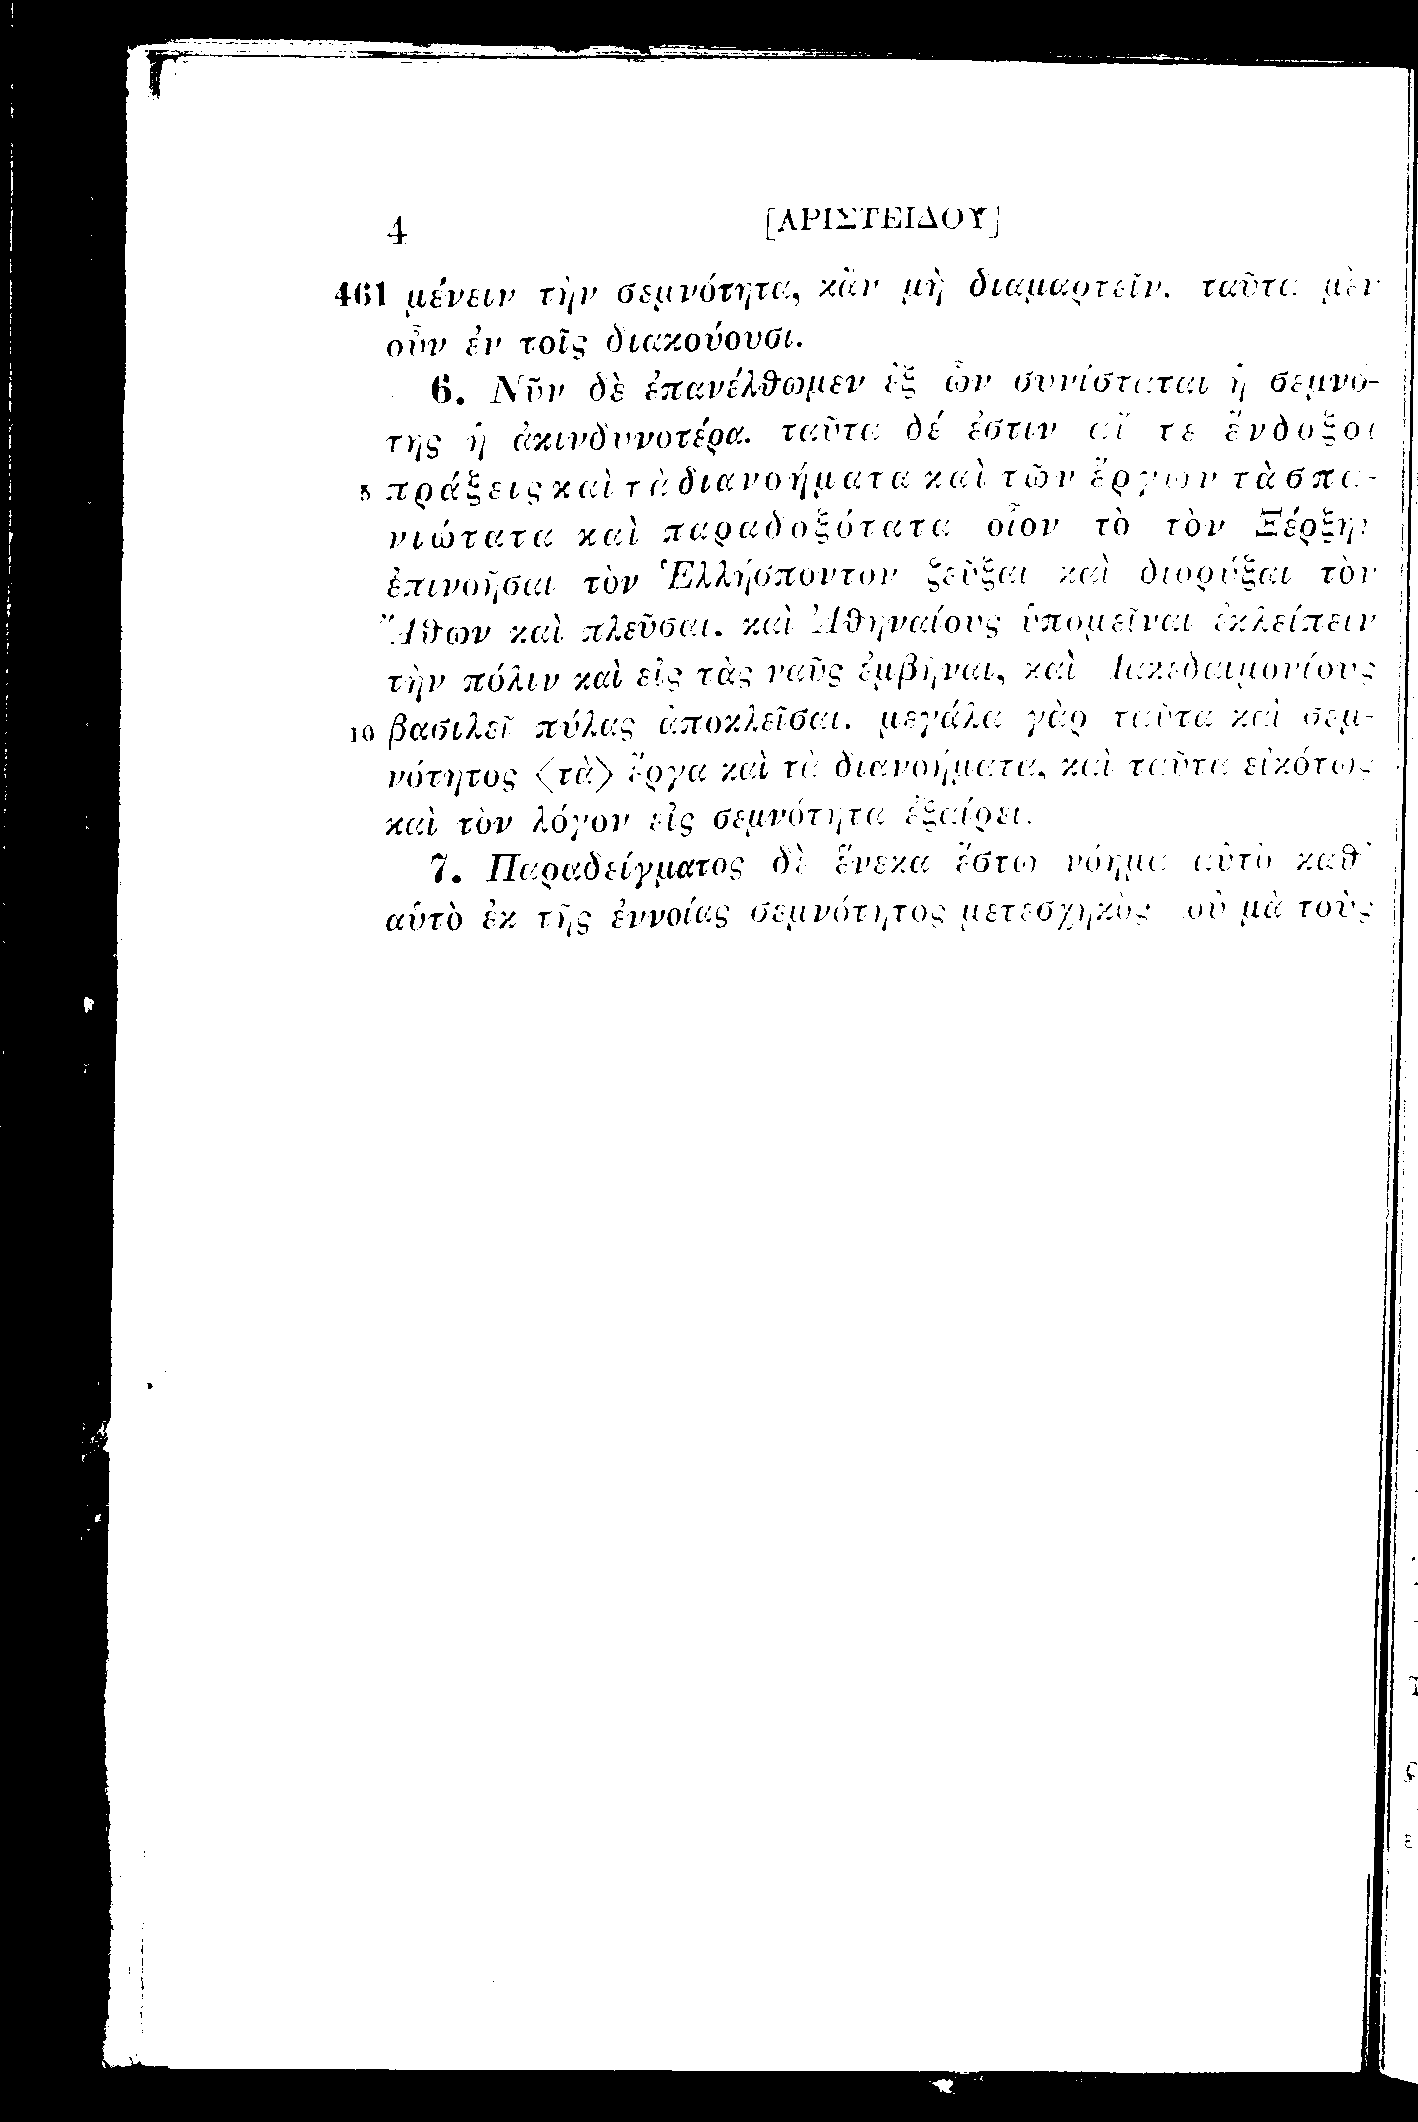 4 [ΑΡΙΣΤΕΙΔΟΥ]
461 μένειν τὴν σεμνότητα, κἂν μὴ διαμαρτεῖν. ταῦτα μὲν
οὖν ἐν τοῖς διακούουσι.
6. Νῦν δὲ ἐπανέλθωμεν ἐξ ὧν συνίσταται ἡ σεμνό-
της ἡ ἀκινδυνοτέρα. ταῦτα δέ ἐστιν αἵ τε ἔνδοξοι
5 πράξεις καὶ τὰ διανοήματα καὶ τῶν ἔργων τὰ σπα-
νιώτατα καὶ παραδοξότατα οἷον τὸ τὸν Ξέρξην
ἐπινοῆσαι τὸν Ἑλλήσποντον ζεῦξαι καὶ διορύξαι τὸν
Ἄθων καὶ πλεῦσαι. καὶ Ἀθηναίους ὑπομεῖναι ἐκλείπειν
τὴν πόλιν καὶ εἰς τὰς ναῦς ἐμβῆναι, καὶ Λακεδαιμονίους
10 βασιλεῖ πύλας ἀποκλεῖσαι. μεγάλα γὰρ ταῦτα καὶ σεμ-
νότητος ⟨τὰ⟩ ἔργα καὶ τὰ διανοήματα, καὶ ταῦτα εἰκότως
καὶ τὸν λόγον εἰς σεμνότητα ἐξαίρει.
7. Παραδείγματος δὲ ἕνεκα ἔστω νόημα αὐτὸ καθ'
αὑτὸ ἐκ τῆς ἐννοίας σεμνότητος μετεσχηκὸς οὐ μὰ τοὺς